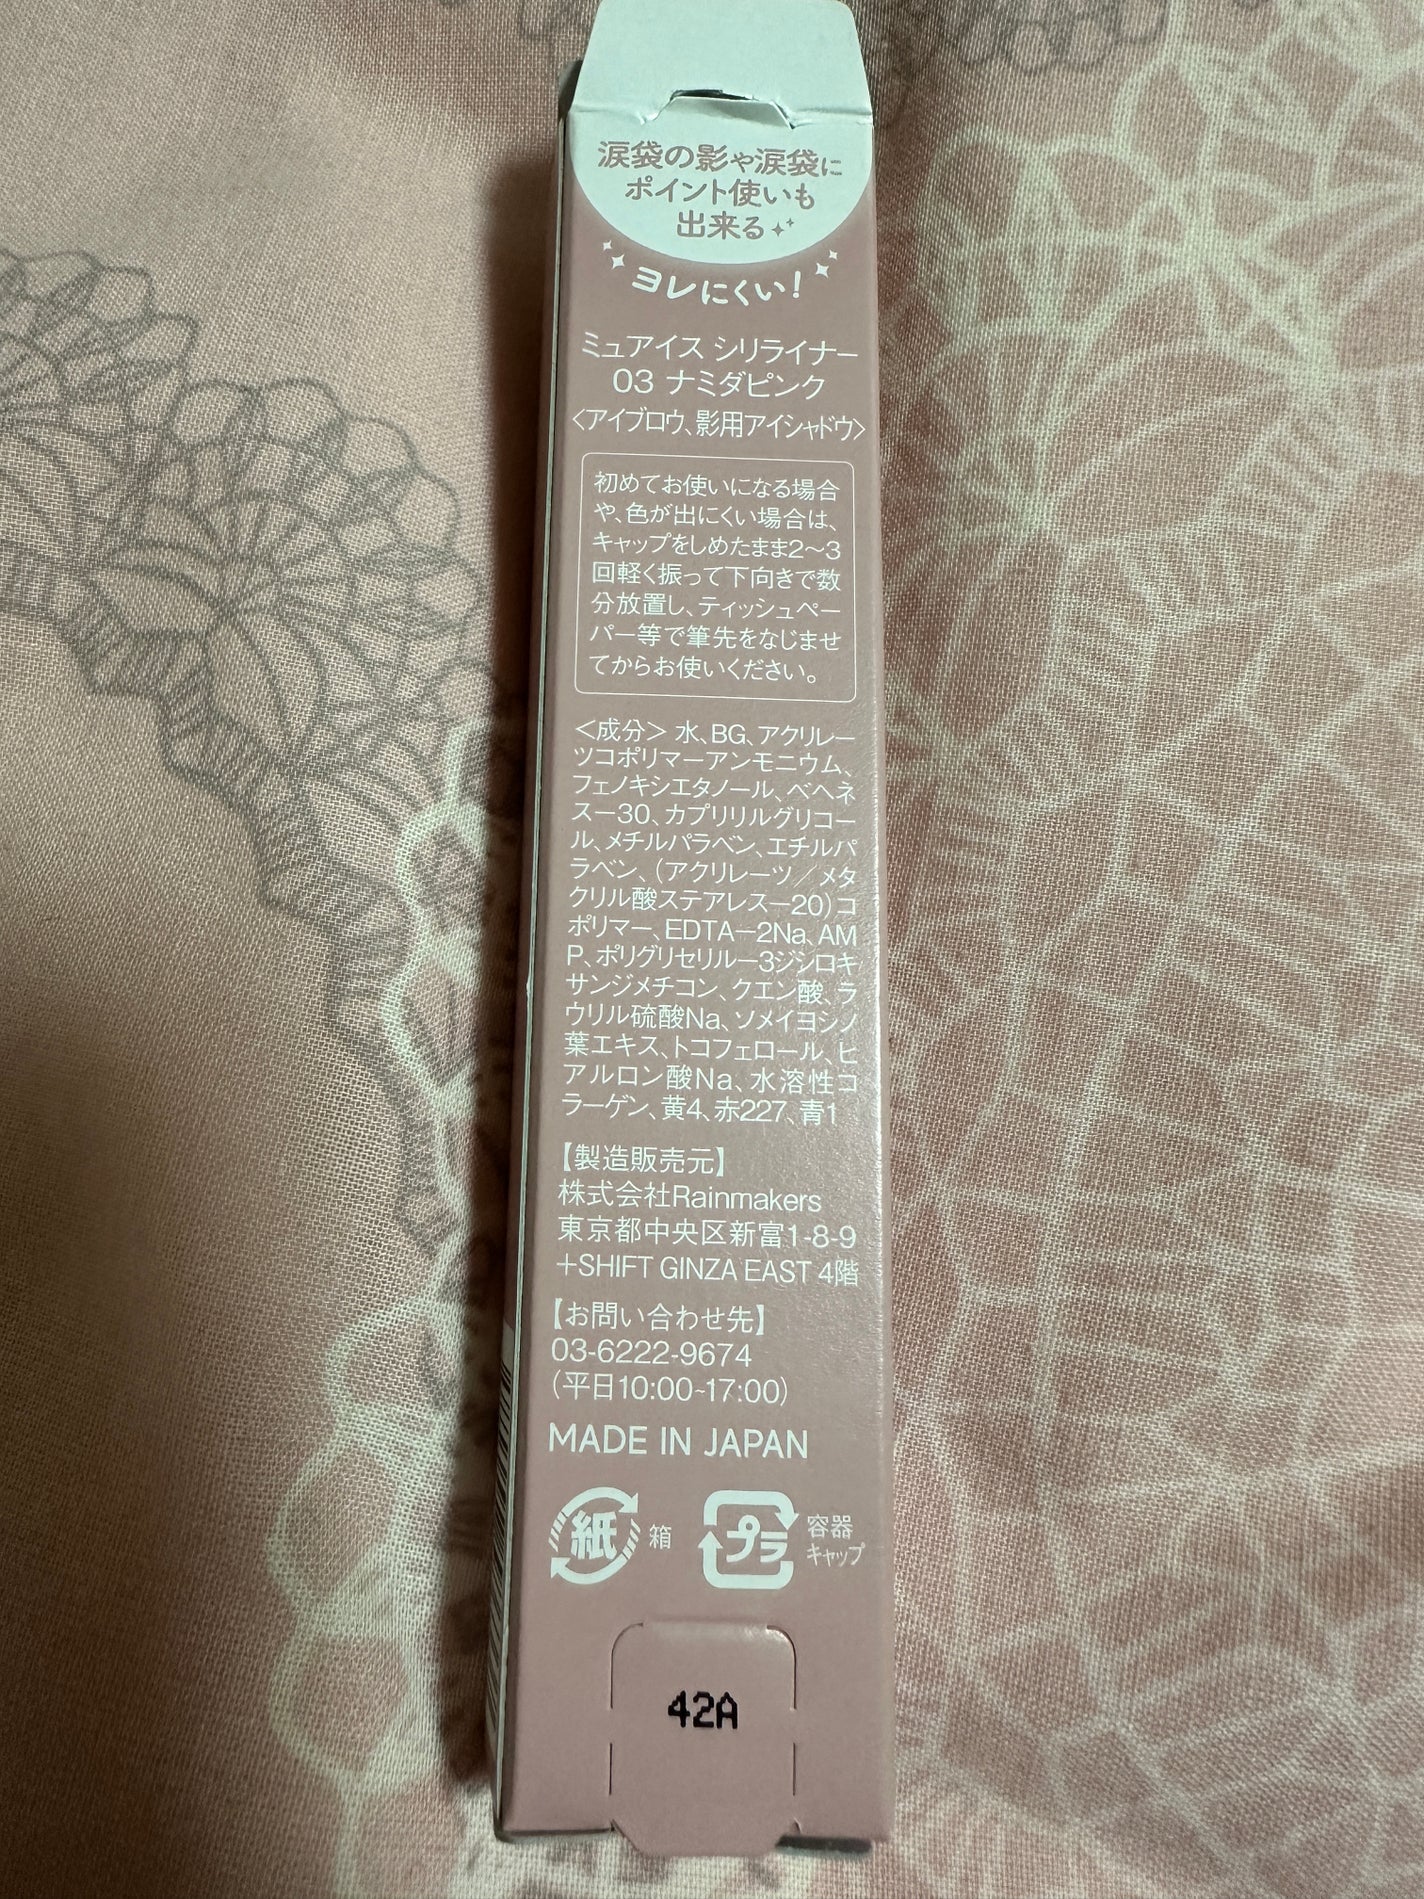 涙袋の影や涙袋に
ポイント使いも
出来る
ヨレにくい!
ミュアイス シリライナー
03 ナミダピンク
〈アイブロウ、影用アイシャドウ〉
初めてお使いになる場合
や、色が出にくい場合は、
キャップをしめたまま2〜3
回軽く振って下向きで数
分放置し、ティッシュペー
パー等で筆先をなじませ
てからお使いください。
＜成分＞ 水、BG、アクリレー
ツコポリマーアンモニウム、
フェノキシエタノール、ベヘネ
スー30、カプリリルグリコー
ル、メチルパラベン、エチルパ
ラベン、(アクリレーツ／メタ
クリル酸ステアレスー20)コ
ポリマー、EDTAー2Na、AM
P、ポリグリセリルー3ジシロキ
サンジメチコン、クエン酸、ラ
ウリル硫酸Na、ソメイヨシノ
葉エキス、トコフェロール、ヒ
アルロン酸Na、水溶性コ
ラーゲン、黄4、赤227、青1
【製造販売元】
株式会社Rainmakers
東京都中央区新富1-8-9
+SHIFT GINZA EAST 4階
【お問い合わせ先】
03-6222-9674
(平日10:00~17:00)
MADE IN JAPAN
紙 箱
プラ 容器
キャップ
42A